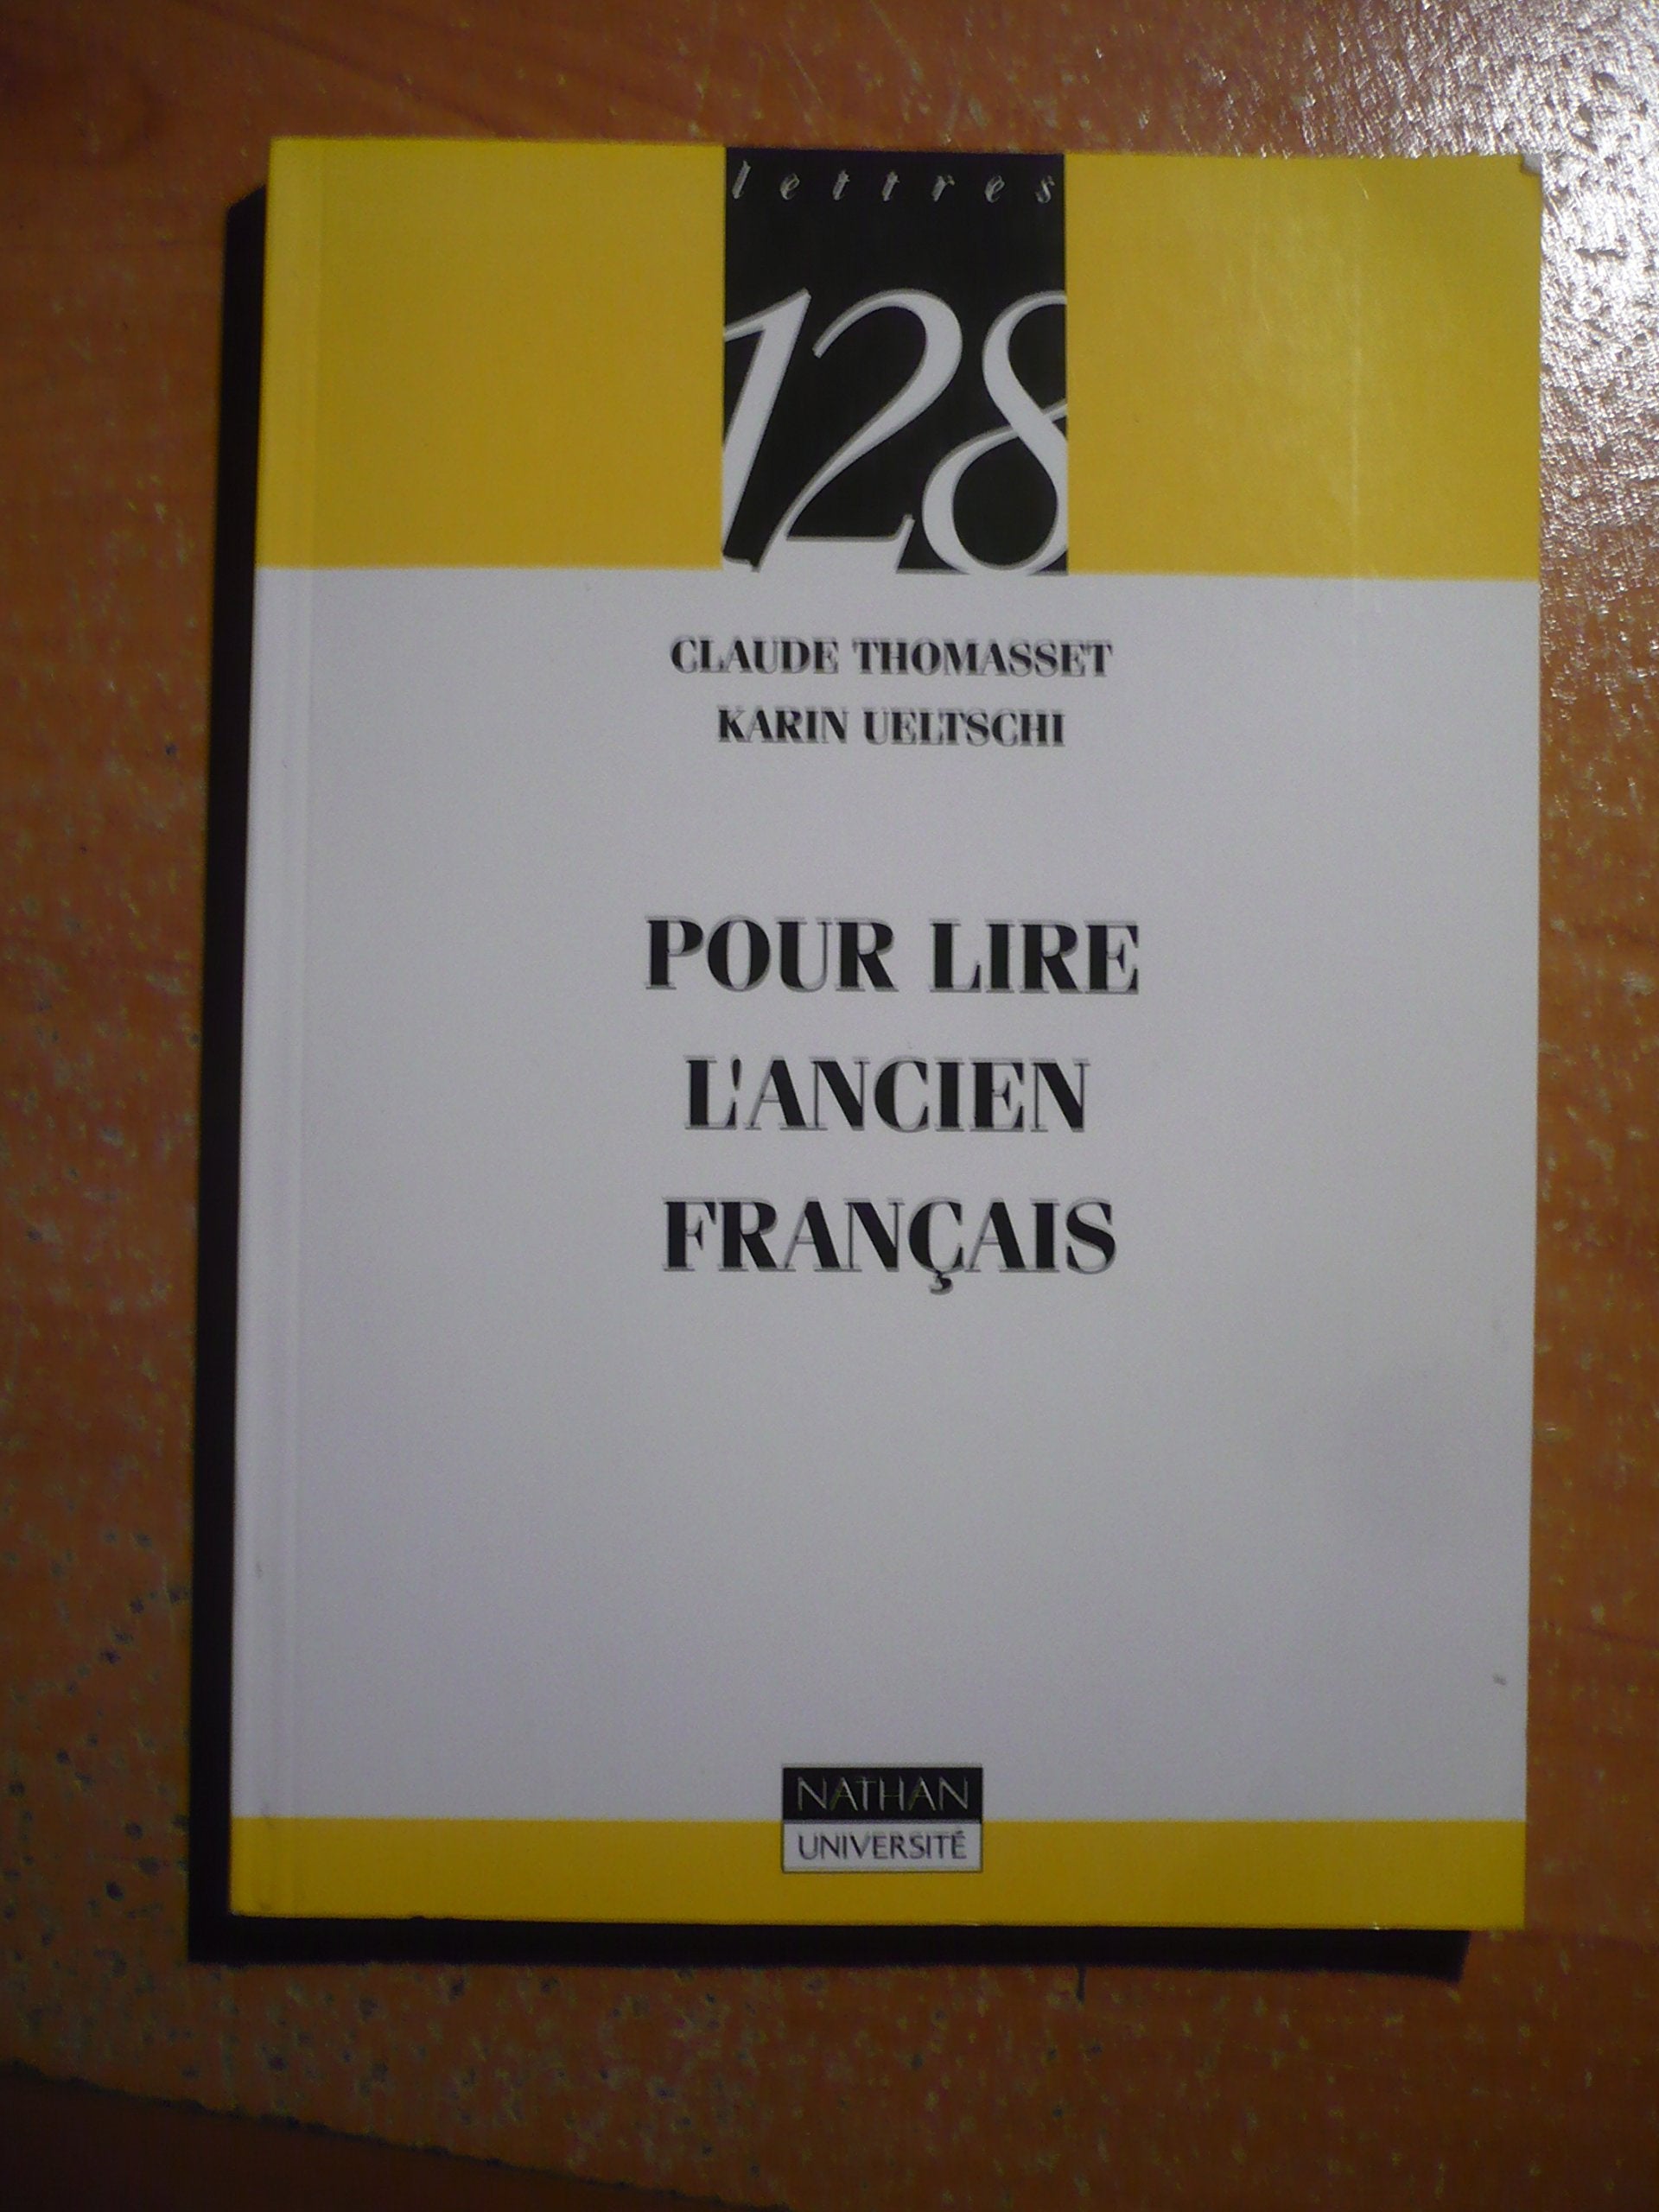 lettres
128
CLAUDE THOMASSET
KARIN UELTSCHI
POUR LIRE
L'ANCIEN
FRANÇAIS
NATHAN
UNIVERSITÉ